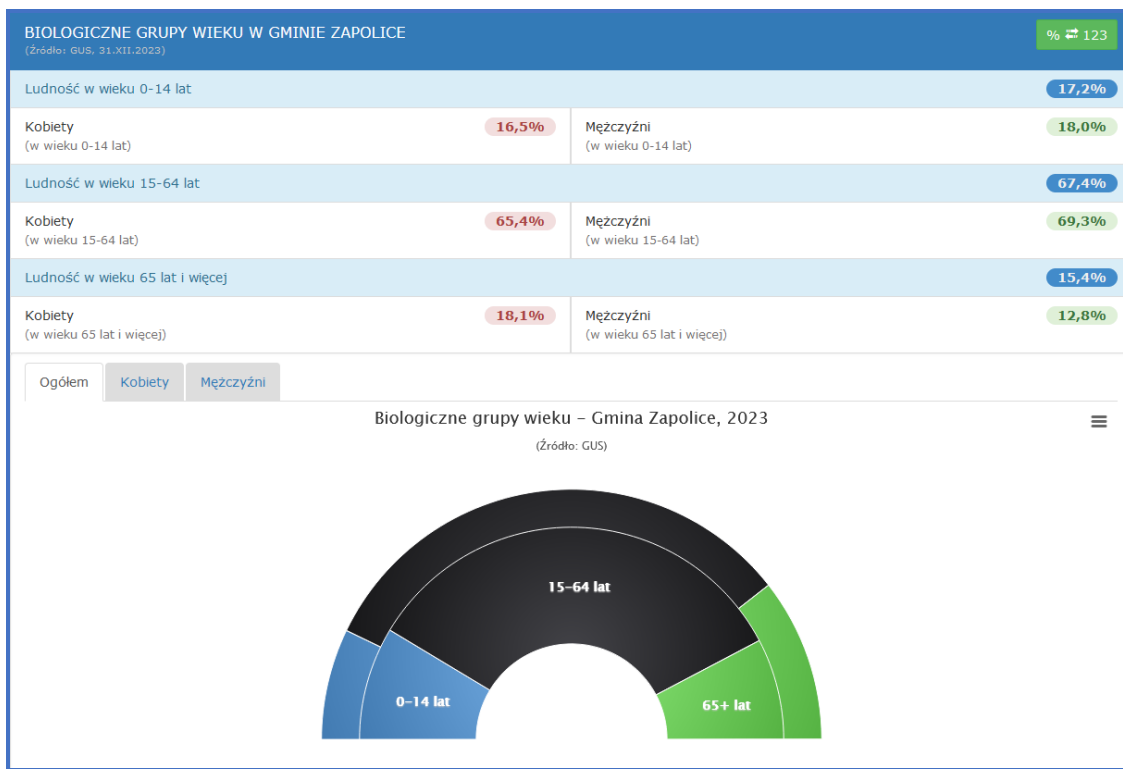 BIOLOGICZNE GRUPY WIEKU W GMINIE ZAPOLICE
(Źródło: GUS, 31.XII.2023)
% ⇄ 123
Ludność w wieku 0-14 lat 17,2%
Kobiety 16,5% Mężczyźni 18,0%
(w wieku 0-14 lat) (w wieku 0-14 lat)
Ludność w wieku 15-64 lat 67,4%
Kobiety 65,4% Mężczyźni 69,3%
(w wieku 15-64 lat) (w wieku 15-64 lat)
Ludność w wieku 65 lat i więcej 15,4%
Kobiety 18,1% Mężczyźni 12,8%
(w wieku 65 lat i więcej) (w wieku 65 lat i więcej)
Ogółem Kobiety Mężczyźni
Biologiczne grupy wieku – Gmina Zapolice, 2023
(Źródło: GUS)
15–64 lat
0–14 lat 65+ lat